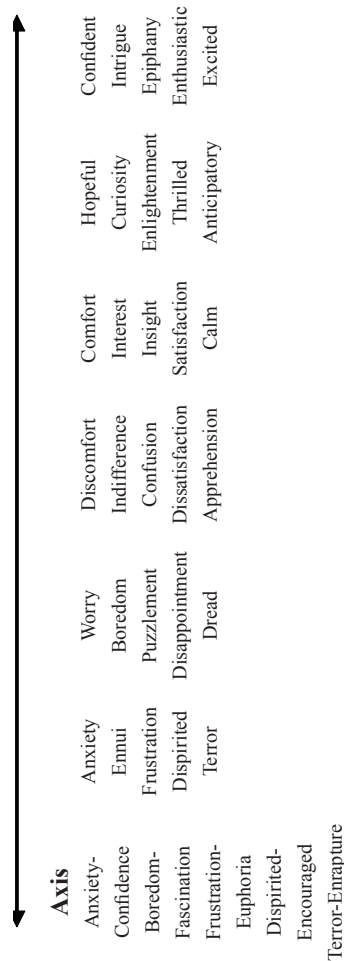 Axis
Anxiety- Anxiety Worry Discomfort Comfort Hopeful Confident
Confidence Ennui Boredom Indifference Interest Curiosity Intrigue
Boredom- Frustration Puzzlement Confusion Insight Enlightenment Epiphany
Fascination Dispirited Disappointment Dissatisfaction Satisfaction Thrilled Enthusiastic
Frustration- Terror Dread Apprehension Calm Anticipatory Excited
Euphoria
Dispirited-
Encouraged
Terror-Enrapture